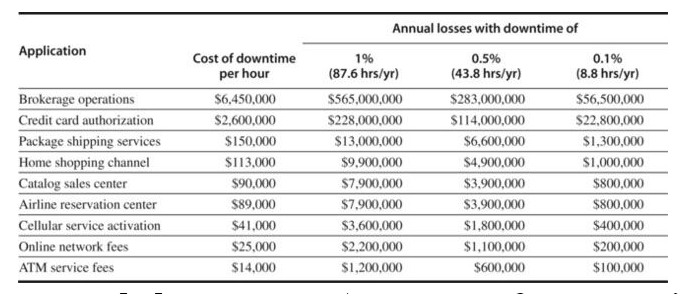 Annual losses with downtime of
Application Cost of downtime per hour 1% (87.6 hrs/yr) 0.5% (43.8 hrs/yr) 0.1% (8.8 hrs/yr)
Brokerage operations $6,450,000 $565,000,000 $283,000,000 $56,500,000
Credit card authorization $2,600,000 $228,000,000 $114,000,000 $22,800,000
Package shipping services $150,000 $13,000,000 $6,600,000 $1,300,000
Home shopping channel $113,000 $9,900,000 $4,900,000 $1,000,000
Catalog sales center $90,000 $7,900,000 $3,900,000 $800,000
Airline reservation center $89,000 $7,900,000 $3,900,000 $800,000
Cellular service activation $41,000 $3,600,000 $1,800,000 $400,000
Online network fees $25,000 $2,200,000 $1,100,000 $200,000
ATM service fees $14,000 $1,200,000 $600,000 $100,000